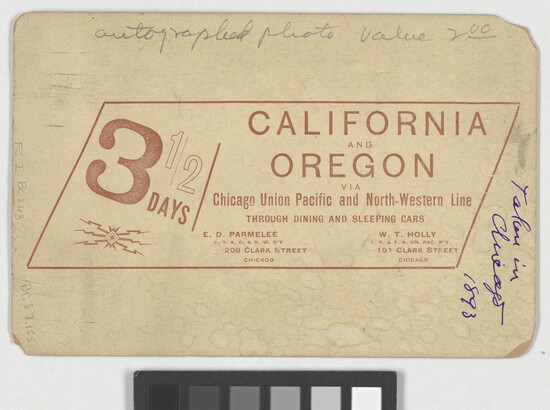 autographed photo value 2.00
3 1/2 DAYS
CALIFORNIA
AND
OREGON
VIA
Chicago Union Pacific and North-Western Line
THROUGH DINING AND SLEEPING CARS
E. D. PARMELEE
C. T. A., C. & N. W. R'Y
208 CLARK STREET
CHICAGO
W. T. HOLLY
191 CLARK STREET
CHICAGO
Taken in
Chicago
1893